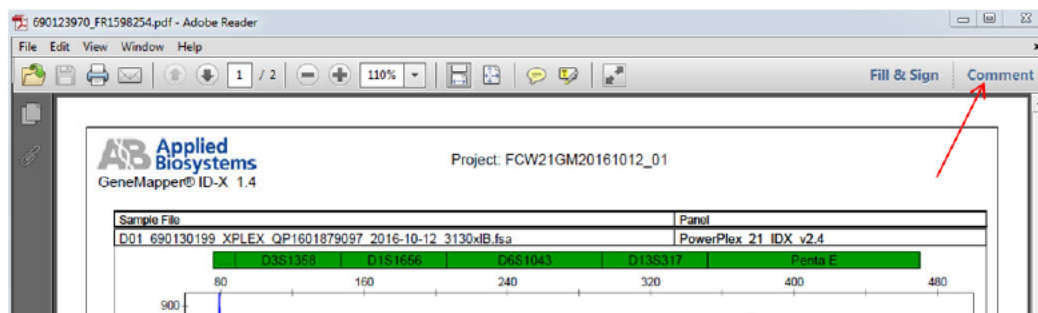 690123970_FR1598254.pdf - Adobe Reader
File Edit View Window Help
1 / 2 110% Fill & Sign Comment
Applied
Biosystems
GeneMapper® ID-X 1.4
Project: FCW21GM20161012_01
Sample File Panel
D01_690130199_XPLEX_QP1601879097_2016-10-12_3130xlB.fsa PowerPlex_21_IDX_v2.4
... D3S1358 D1S1656 D6S1043 D13S317 Penta E
80 160 240 320 400 480
900